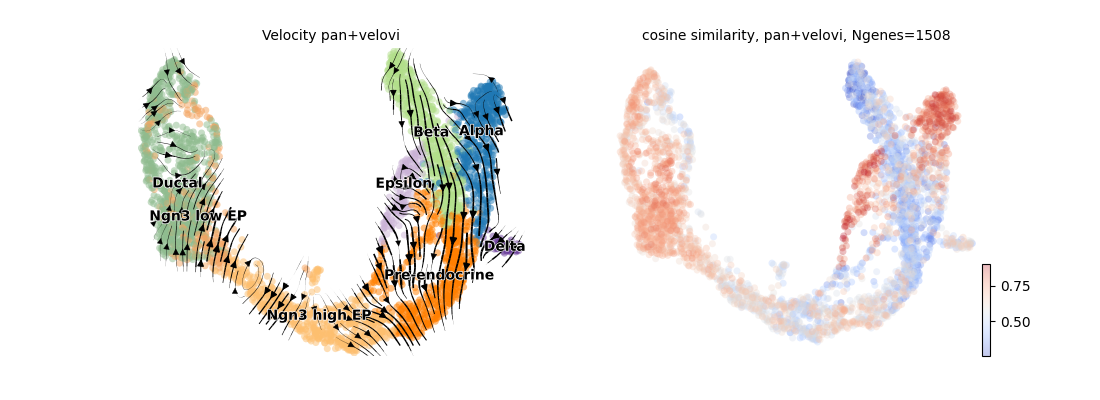 Velocity pan+velovi
cosine similarity, pan+velovi, Ngenes=1508
Beta
Alpha
Ductal
Epsilon
Ngn3 low EP
Delta
Pre-endocrine
Ngn3 high EP
0.75
0.50